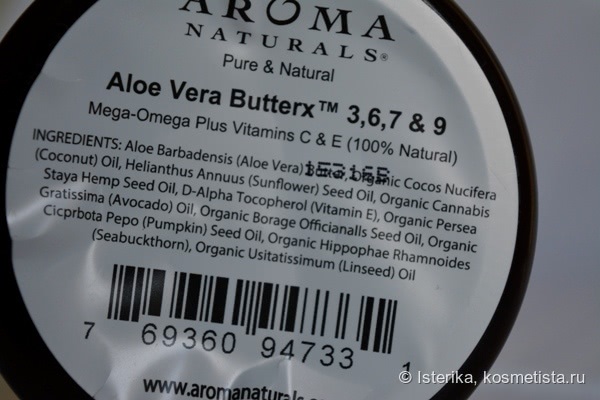 AROMA
NATURALS®
Pure & Natural
Aloe Vera Butterx™ 3,6,7 & 9
Mega-Omega Plus Vitamins C & E (100% Natural)
INGREDIENTS: Aloe Barbadensis (Aloe Vera) Butter, Organic Cocos Nucifera
15316B
(Coconut) Oil, Helianthus Annuus (Sunflower) Seed Oil, Organic Cannabis
Staya Hemp Seed Oil, D-Alpha Tocopherol (Vitamin E), Organic Persea
Gratissima (Avocado) Oil, Organic Borage Officianalls Seed Oil, Organic
Cicprbota Pepo (Pumpkin) Seed Oil, Organic Hippophae Rhamnoides
(Seabuckthorn), Organic Usitatissimum (Linseed) Oil
7 69360 94733 1
www.aromanaturals.
© Isterika, kosmetista.ru